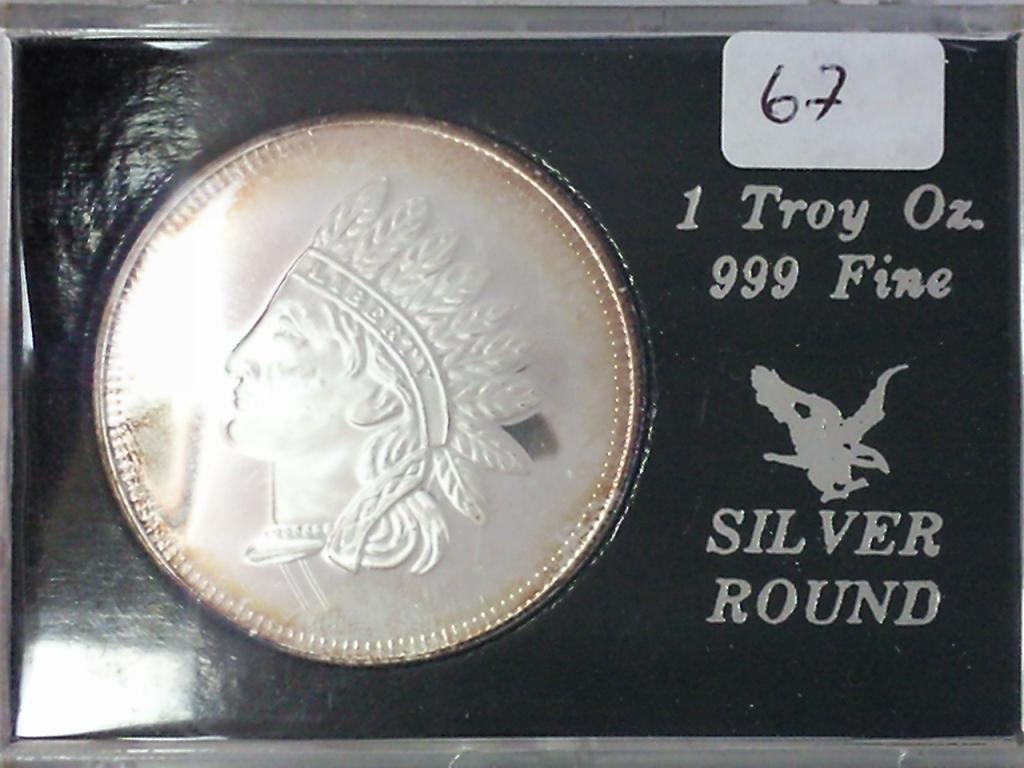 67
1 Troy Oz.
999 Fine
SILVER
ROUND
LIBERTY